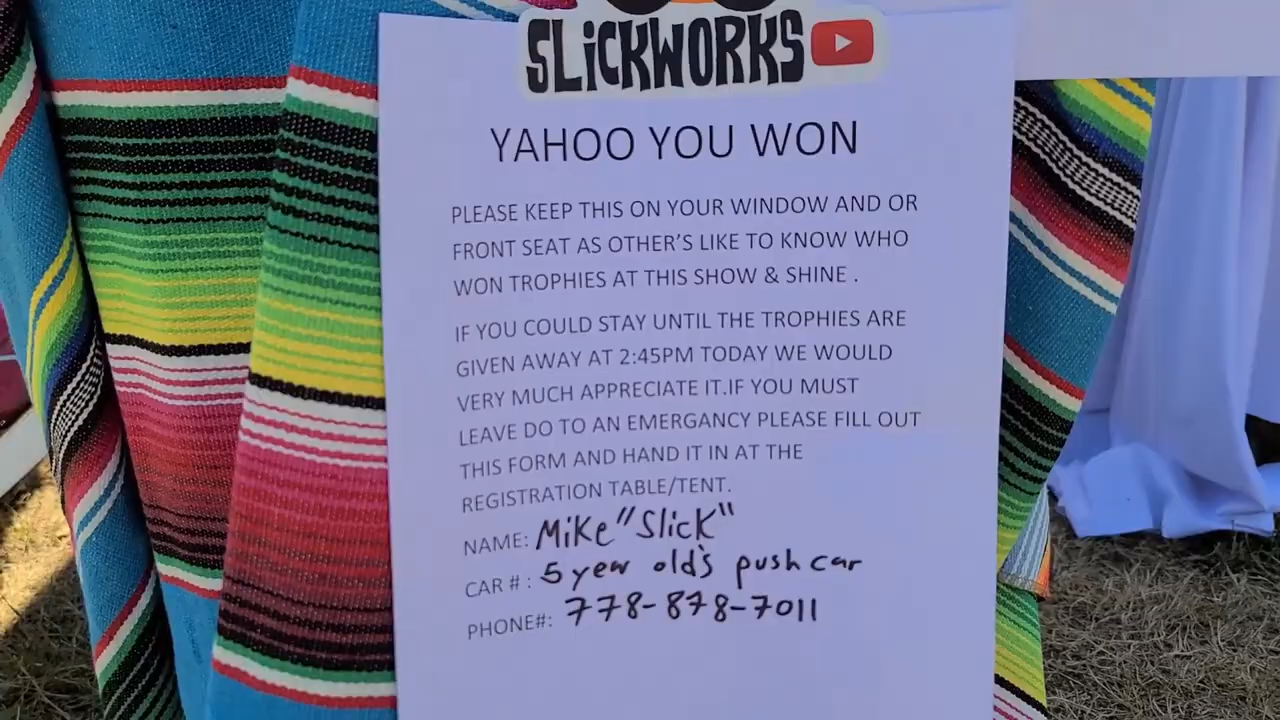 SLiCKWORKS
YAHOO YOU WON
PLEASE KEEP THIS ON YOUR WINDOW AND OR
FRONT SEAT AS OTHER'S LIKE TO KNOW WHO
WON TROPHIES AT THIS SHOW & SHINE .
IF YOU COULD STAY UNTIL THE TROPHIES ARE
GIVEN AWAY AT 2:45PM TODAY WE WOULD
VERY MUCH APPRECIATE IT.IF YOU MUST
LEAVE DO TO AN EMERGANCY PLEASE FILL OUT
THIS FORM AND HAND IT IN AT THE
REGISTRATION TABLE/TENT.
NAME: Mike "Slick"
CAR # : 5 year old's push car
PHONE#: 778-878-7011